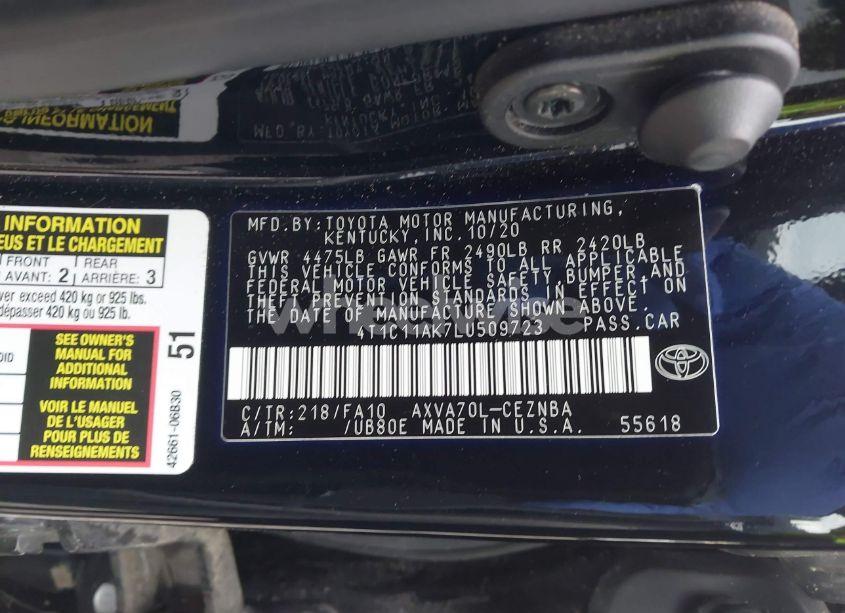 INFORMATION
EUS ET LE CHARGEMENT
FRONT REAR
AVANT: 2 ARRIÈRE: 3
ver exceed 420 kg or 925 lbs.
dépasser 420 kg ou 925 lb.
SEE OWNER'S
MANUAL FOR
ADDITIONAL
INFORMATION
VOIR LE MANUEL
DE L'USAGER
POUR PLUS DE
RENSEIGNEMENTS
51
42661-06B30
MFD.BY:TOYOTA MOTOR MANUFACTURING,
KENTUCKY, INC. 10/20
GVWR 4475LB GAWR FR 2490LB RR 2420LB
THIS VEHICLE CONFORMS TO ALL APPLICABLE
FEDERAL MOTOR VEHICLE SAFETY, BUMPER, AND
THEFT PREVENTION STANDARDS IN EFFECT ON
THE DATE OF MANUFACTURE SHOWN ABOVE.
4T1C11AK7LU509723 PASS.CAR
C/TR:218/FA10 AXVA70L-CEZNBA
A/TM: /UB80E MADE IN U.S.A. 55618